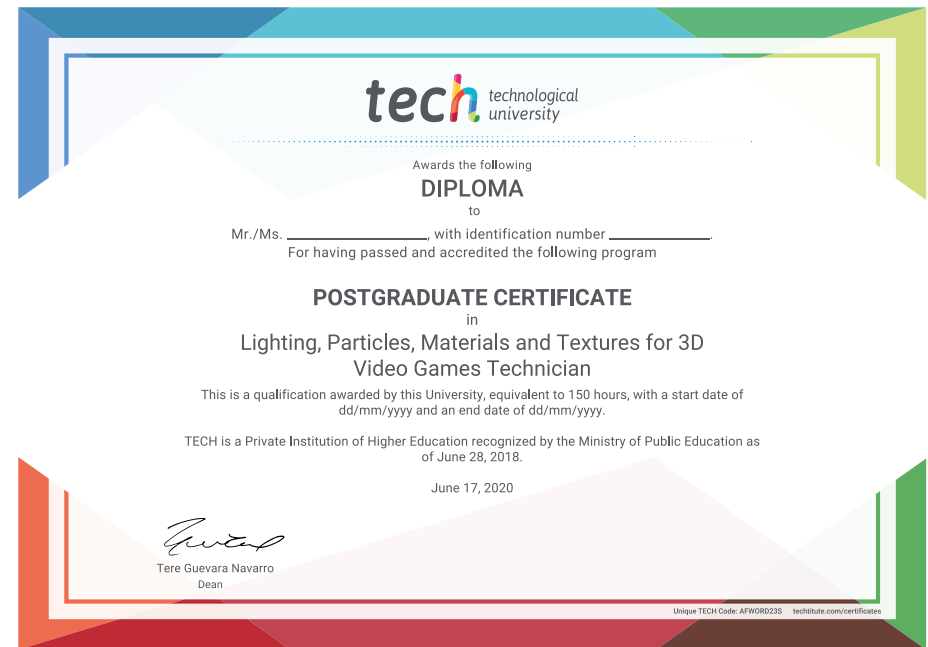 tech technological
university
Awards the following
DIPLOMA
to
Mr./Ms. ____________________, with identification number ______________.
For having passed and accredited the following program
POSTGRADUATE CERTIFICATE
in
Lighting, Particles, Materials and Textures for 3D
Video Games Technician
This is a qualification awarded by this University, equivalent to 150 hours, with a start date of
dd/mm/yyyy and an end date of dd/mm/yyyy.
TECH is a Private Institution of Higher Education recognized by the Ministry of Public Education as
of June 28, 2018.
June 17, 2020
Tere Guevara Navarro
Dean
Unique TECH Code: AFWORD23S techtitute.com/certificates